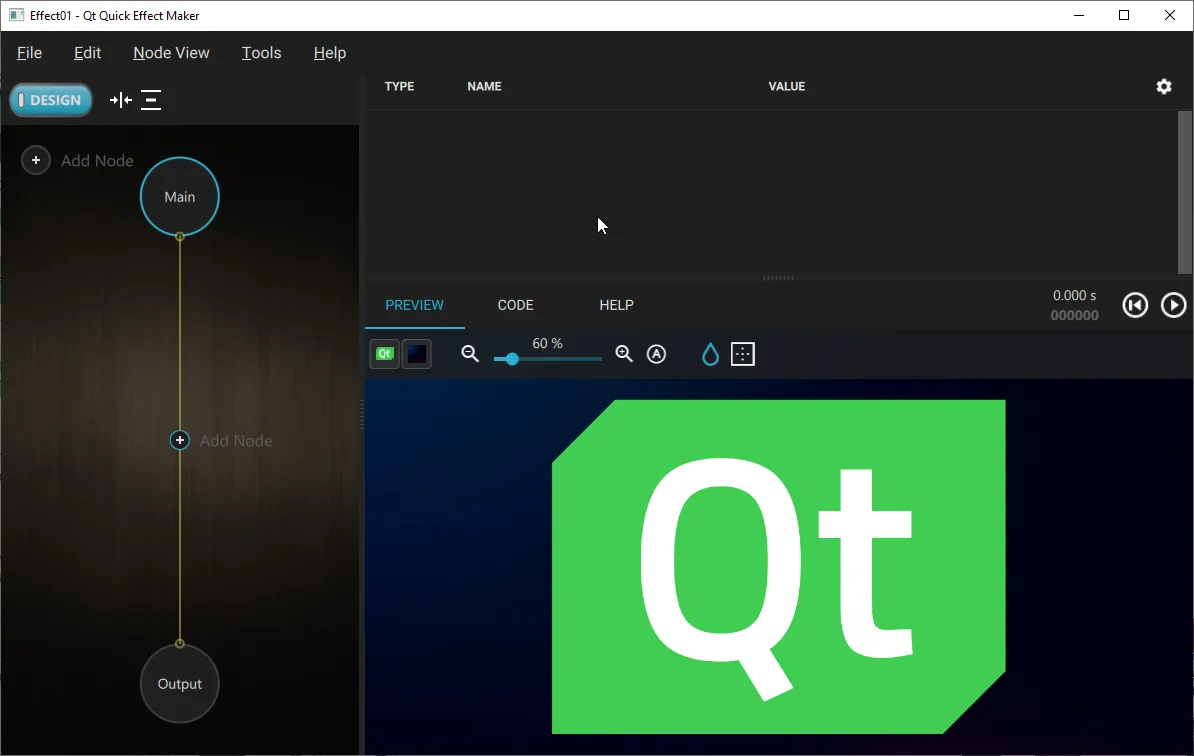 Effect01 - Qt Quick Effect Maker
File Edit Node View Tools Help
DESIGN
TYPE NAME VALUE
Add Node
Main
Add Node
Output
PREVIEW CODE HELP
0.000 s
000000
Qt
60 %
A
Qt